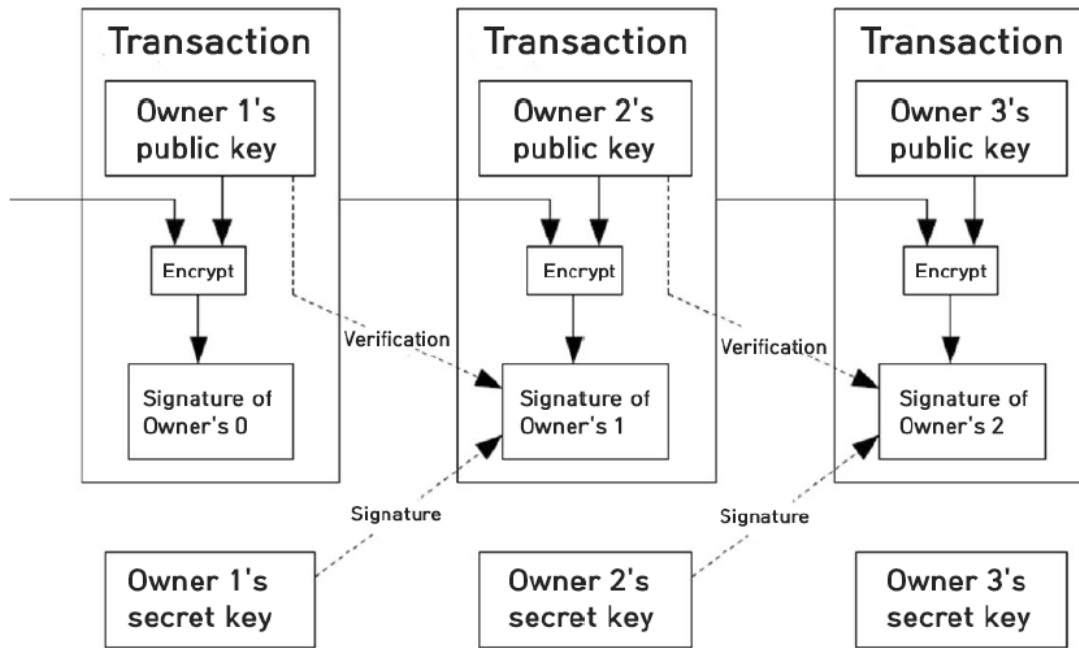 Transaction
Transaction
Transaction
Owner 1's
public key
Owner 2's
public key
Owner 3's
public key
Encrypt
Encrypt
Encrypt
Verification
Verification
Signature of
Owner's 0
Signature of
Owner's 1
Signature of
Owner's 2
Signature
Signature
Owner 1's
secret key
Owner 2's
secret key
Owner 3's
secret key